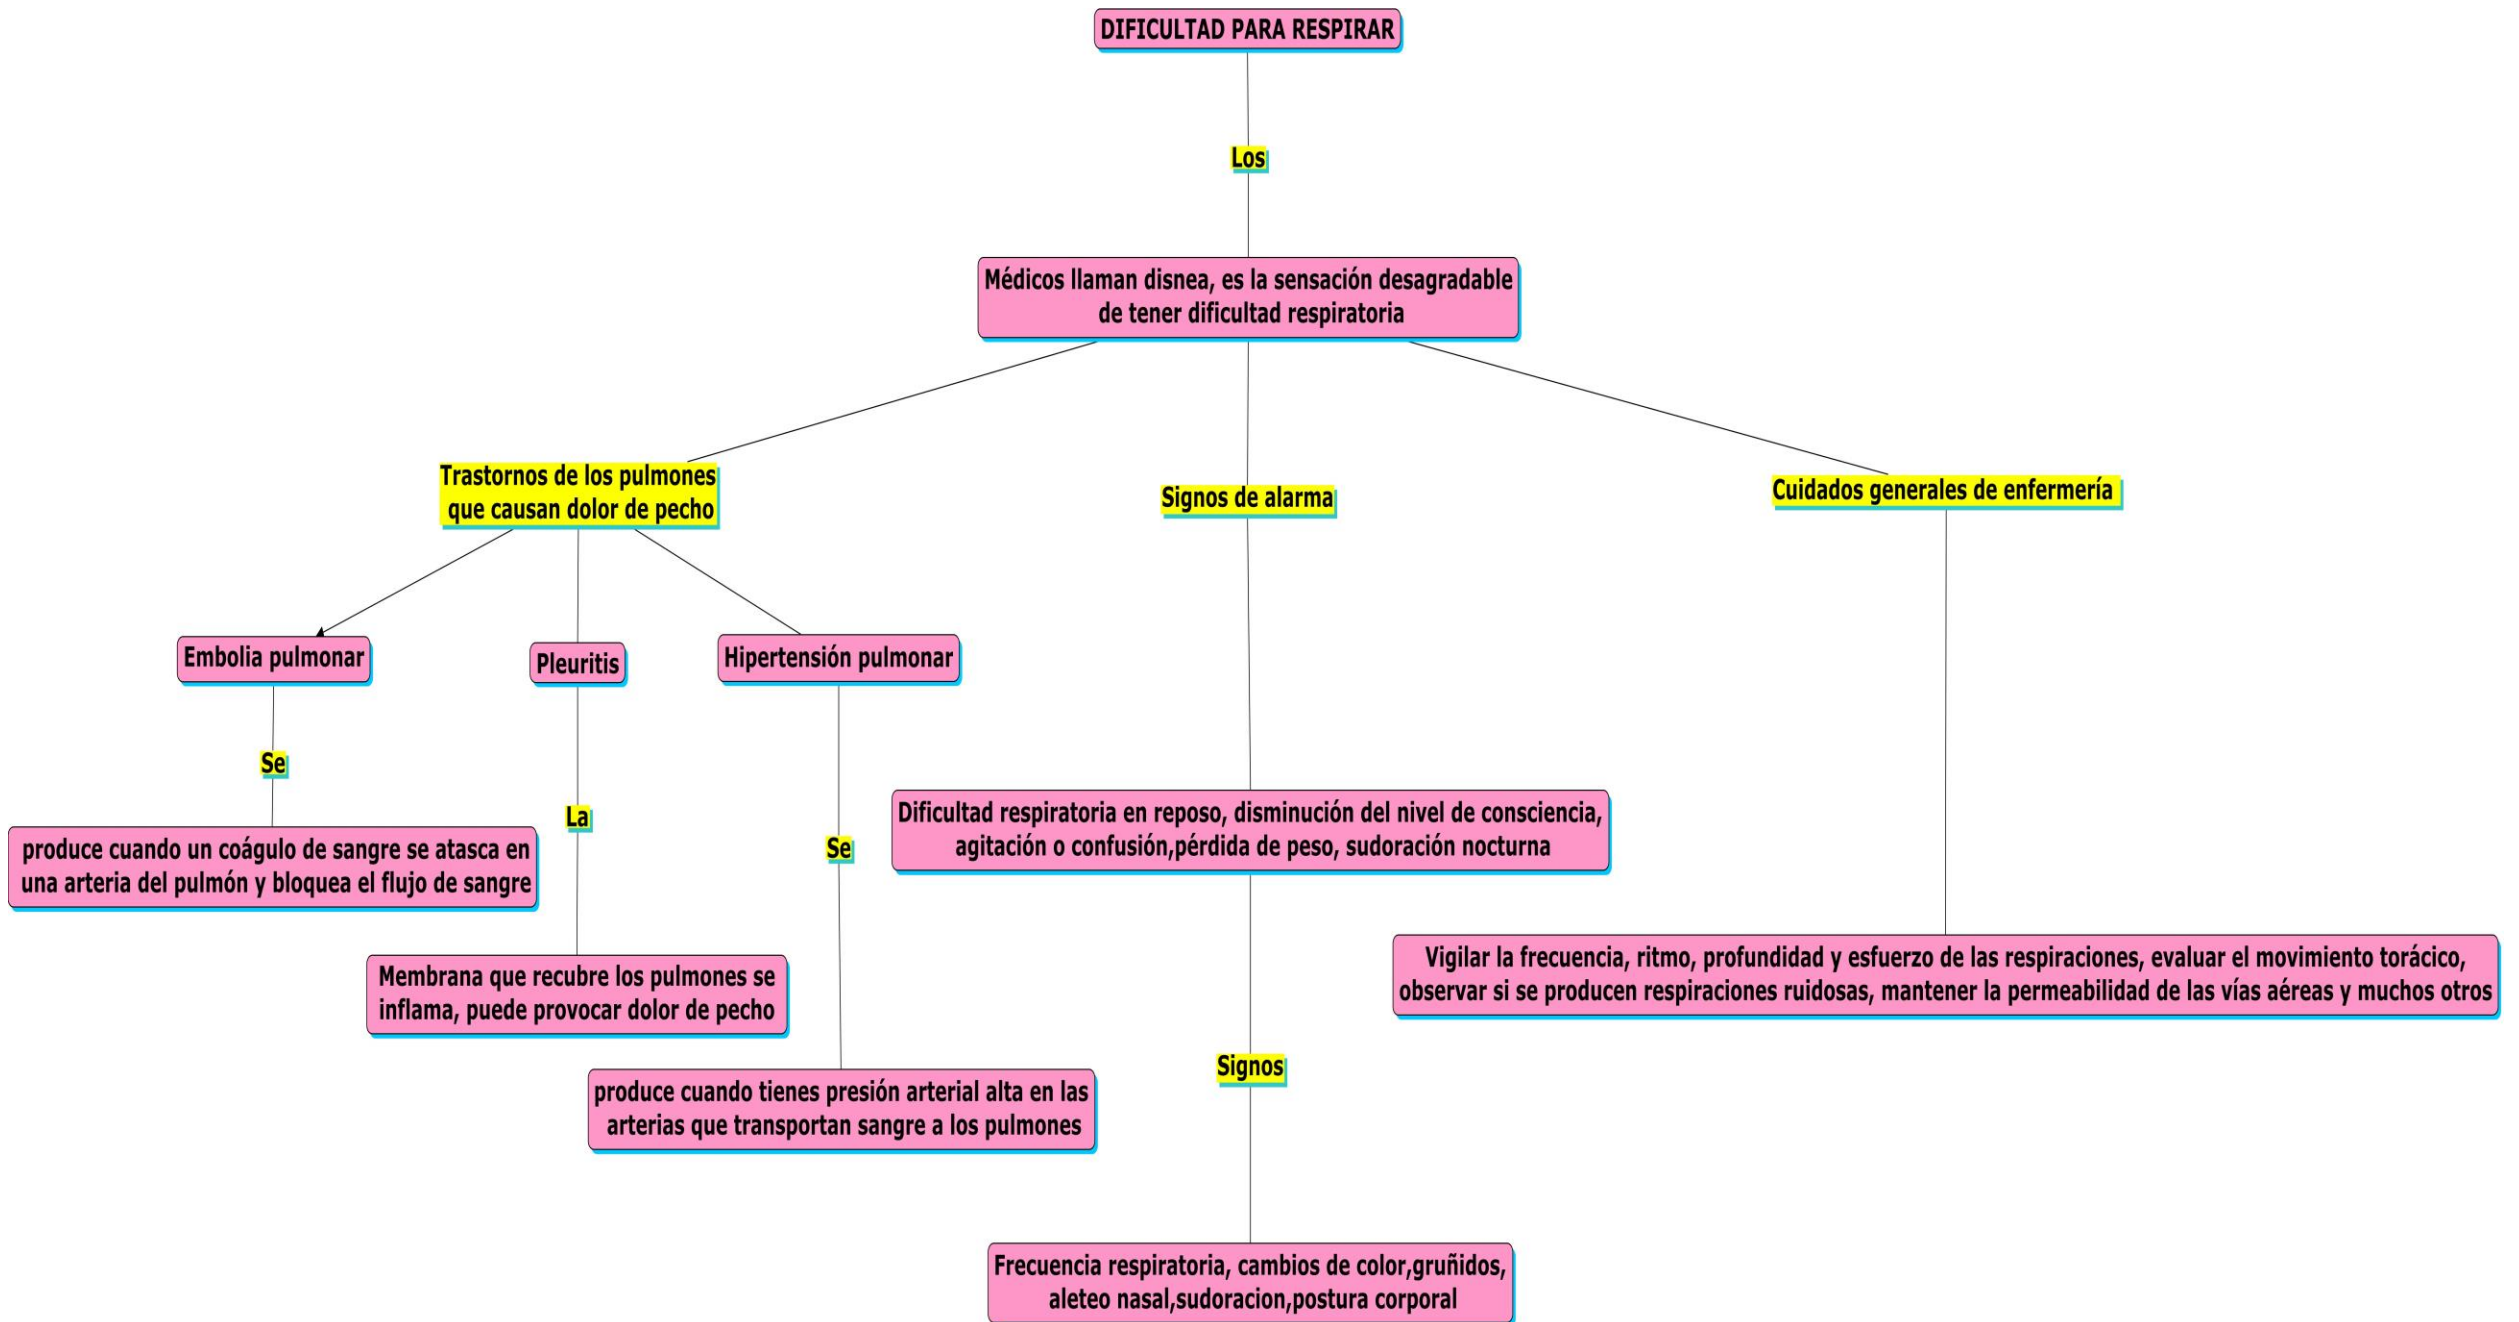 DIFICULTAD PARA RESPIRAR
Los
Médicos llaman disnea, es la sensación desagradable
de tener dificultad respiratoria
Trastornos de los pulmones
que causan dolor de pecho
Embolia pulmonar
Se
produce cuando un coágulo de sangre se atasca en
una arteria del pulmón y bloquea el flujo de sangre
Pleuritis
La
Membrana que recubre los pulmones se
inflama, puede provocar dolor de pecho
Hipertensión pulmonar
Se
produce cuando tienes presión arterial alta en las
arterias que transportan sangre a los pulmones
Signos de alarma
Dificultad respiratoria en reposo, disminución del nivel de consciencia,
agitación o confusión,pérdida de peso, sudoración nocturna
Signos
Frecuencia respiratoria, cambios de color,gruñidos,
aleteo nasal,sudoracion,postura corporal
Cuidados generales de enfermería
Vigilar la frecuencia, ritmo, profundidad y esfuerzo de las respiraciones, evaluar el movimiento torácico,
observar si se producen respiraciones ruidosas, mantener la permeabilidad de las vías aéreas y muchos otros